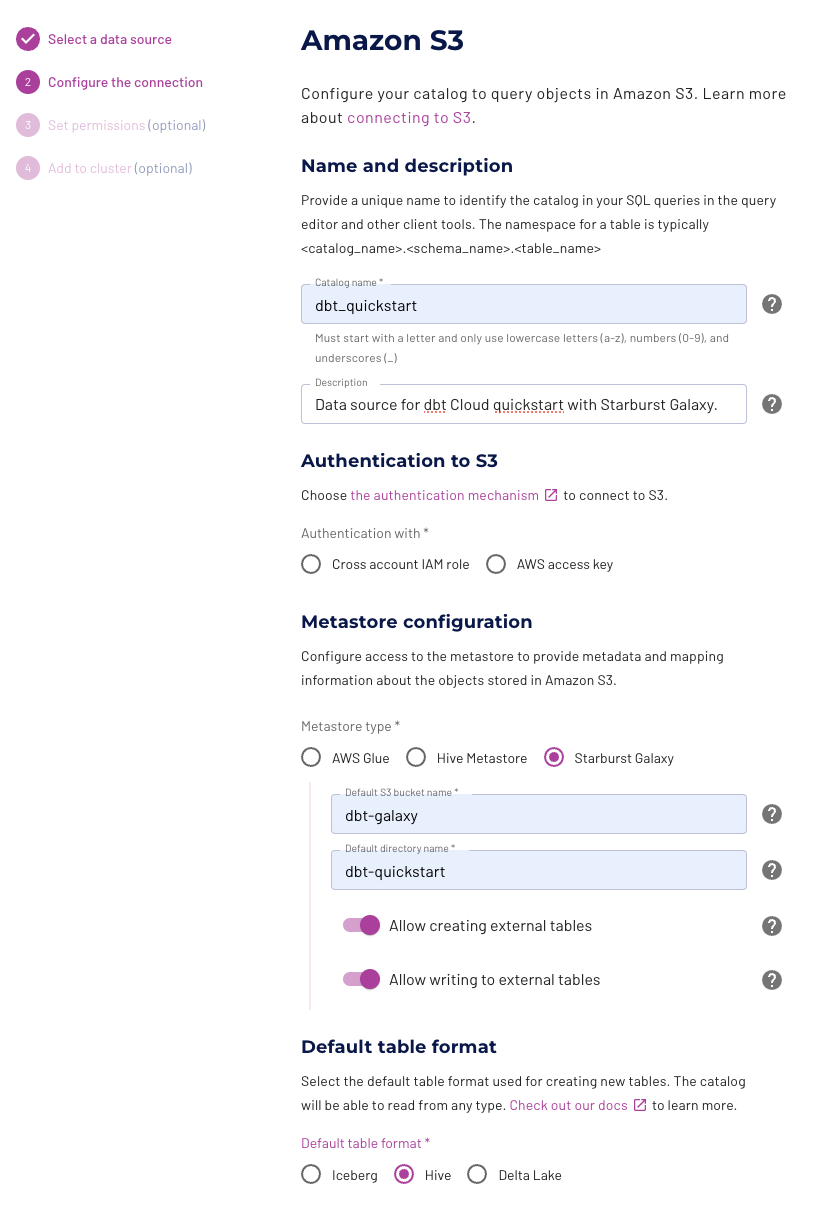 Select a data source
2 Configure the connection
3 Set permissions (optional)
4 Add to cluster (optional)
Amazon S3
Configure your catalog to query objects in Amazon S3. Learn more
about connecting to S3.
Name and description
Provide a unique name to identify the catalog in your SQL queries in the query
editor and other client tools. The namespace for a table is typically
<catalog_name>.<schema_name>.<table_name>
Catalog name *
dbt_quickstart
?
Must start with a letter and only use lowercase letters (a-z), numbers (0-9), and
underscores (_)
Description
Data source for dbt Cloud quickstart with Starburst Galaxy.
?
Authentication to S3
Choose the authentication mechanism to connect to S3.
Authentication with *
Cross account IAM role AWS access key
Metastore configuration
Configure access to the metastore to provide metadata and mapping
information about the objects stored in Amazon S3.
Metastore type *
AWS Glue Hive Metastore Starburst Galaxy
Default S3 bucket name *
dbt-galaxy
?
Default directory name *
dbt-quickstart
?
Allow creating external tables ?
Allow writing to external tables ?
Default table format
Select the default table format used for creating new tables. The catalog
will be able to read from any type. Check out our docs to learn more.
Default table format *
Iceberg Hive Delta Lake